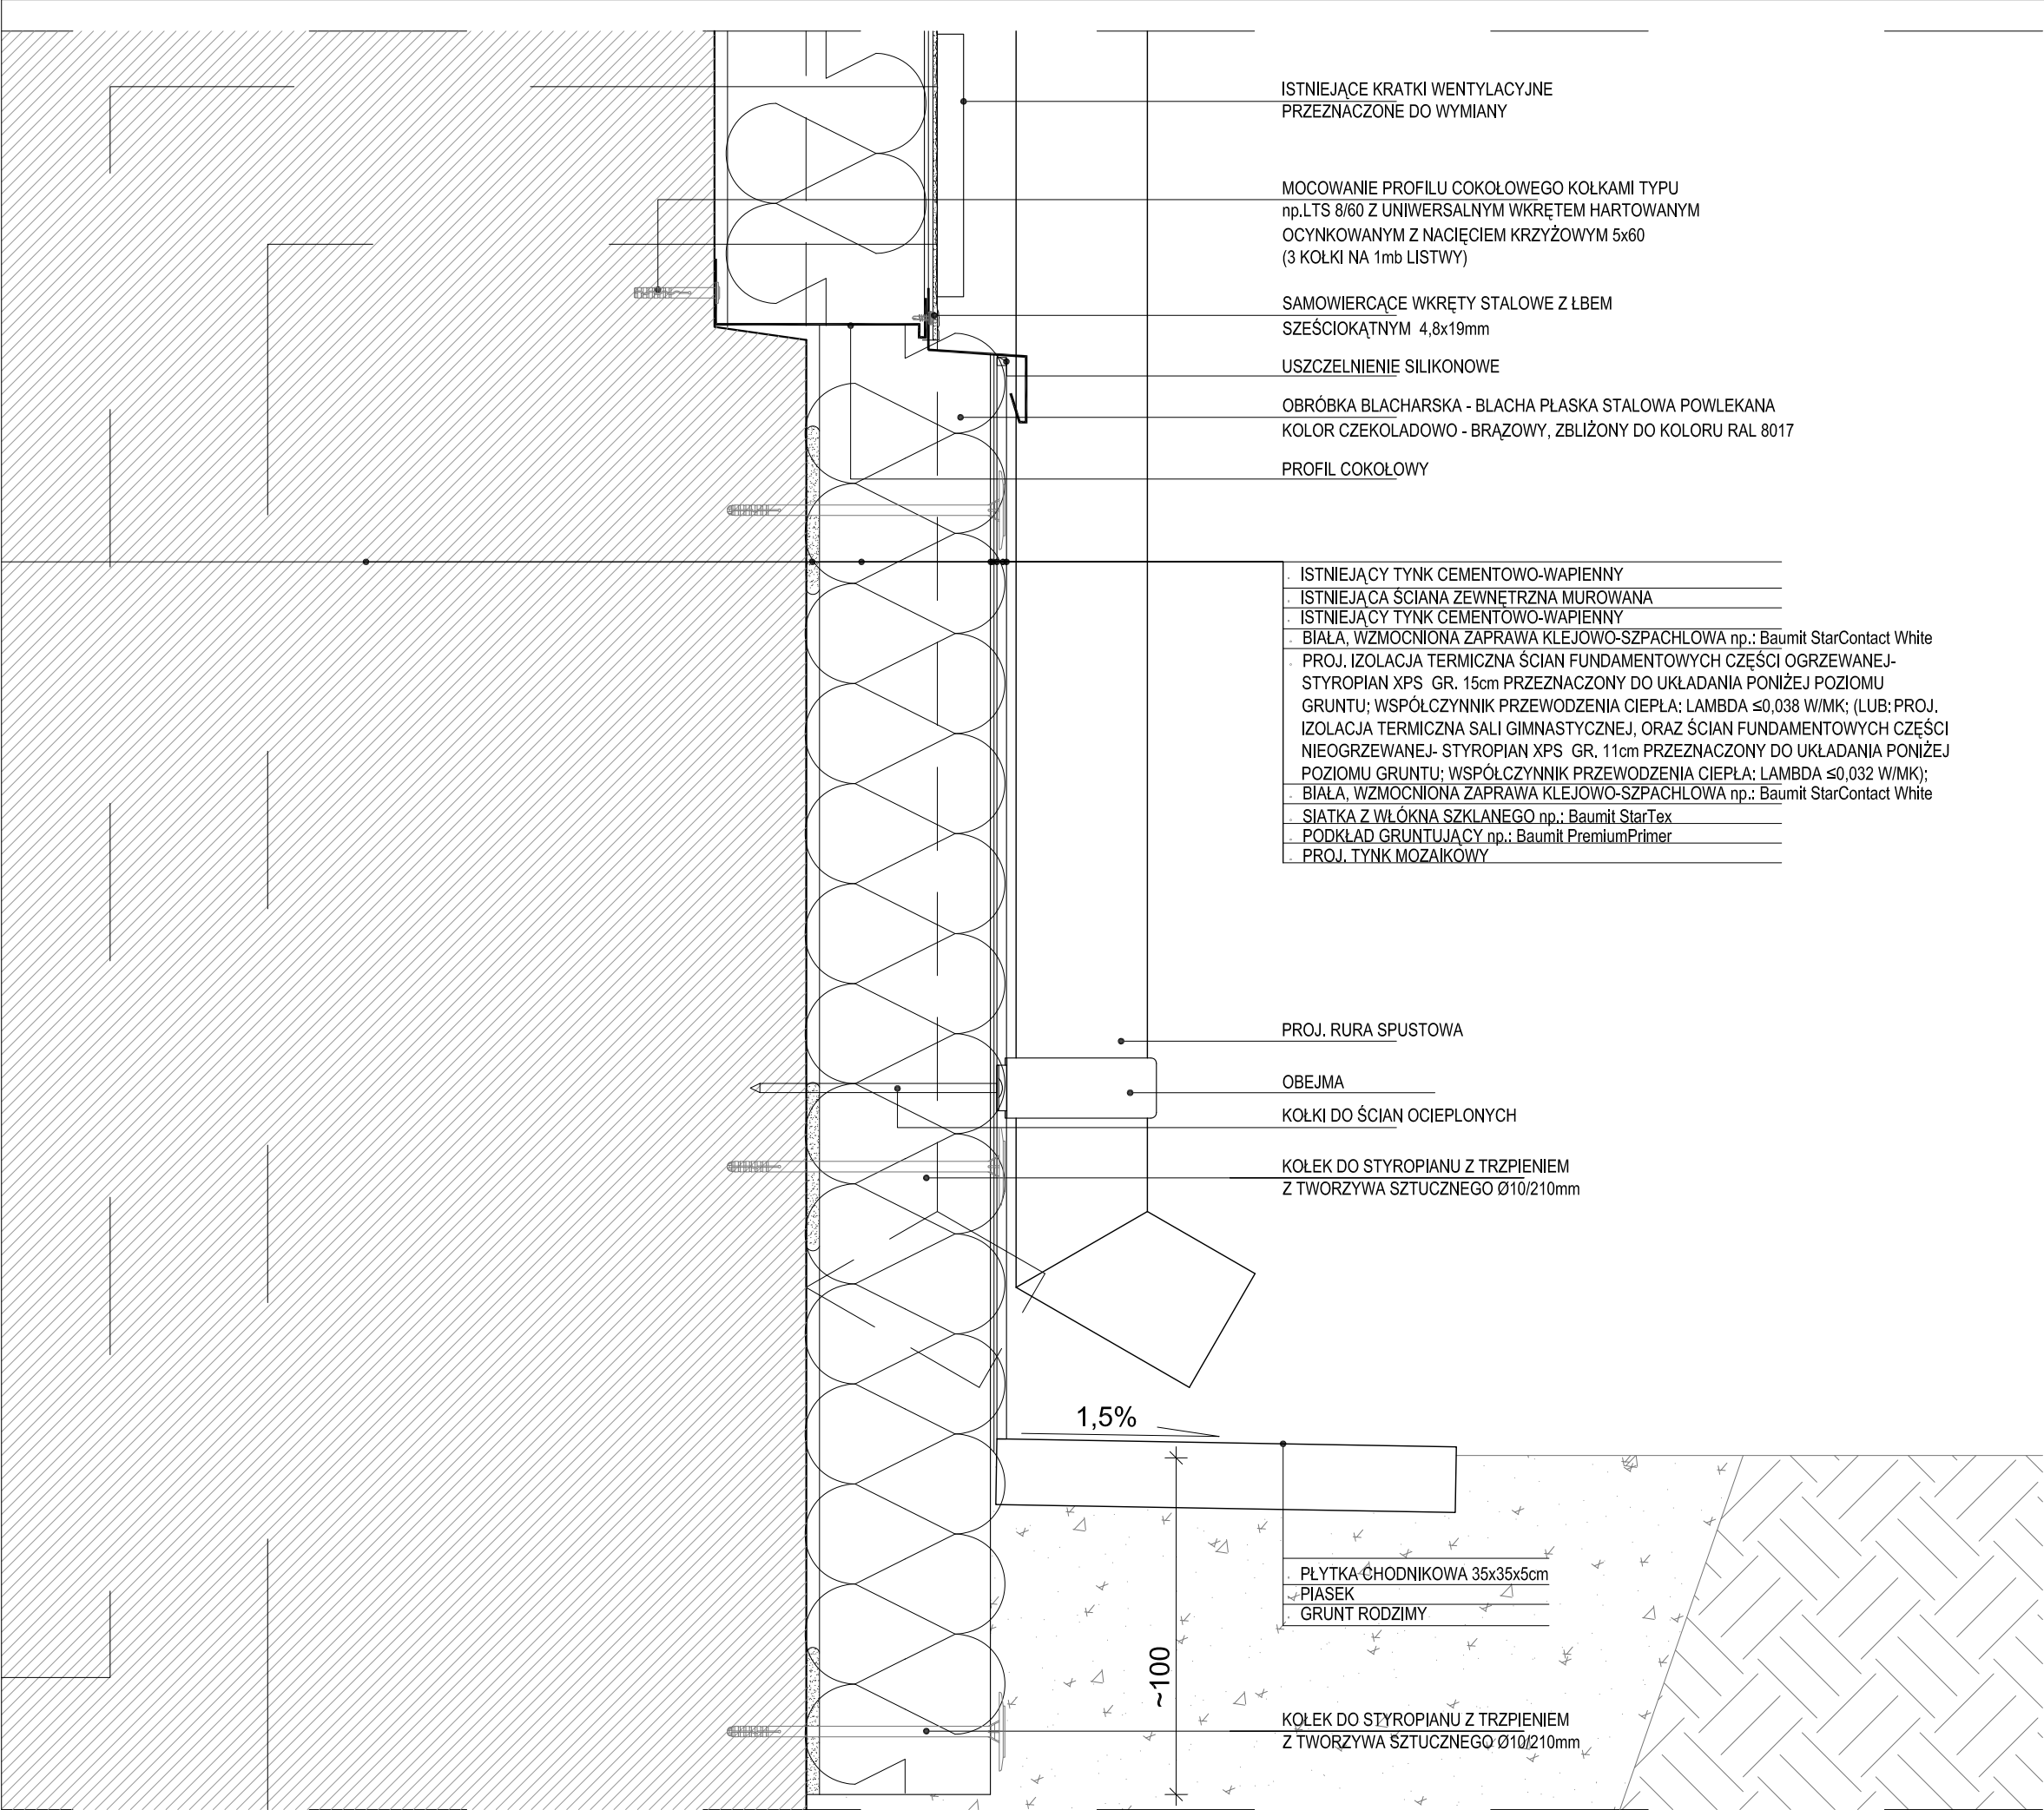 ISTNIEJĄCE KRATKI WENTYLACYJNE
PRZEZNACZONE DO WYMIANY
MOCOWANIE PROFILU COKOŁOWEGO KOŁKAMI TYPU
np.LTS 8/60 Z UNIWERSALNYM WKRĘTEM HARTOWANYM
OCYNKOWANYM Z NACIĘCIEM KRZYŻOWYM 5x60
(3 KOŁKI NA 1mb LISTWY)
SAMOWIERCĄCE WKRĘTY STALOWE Z ŁBEM
SZEŚCIOKĄTNYM 4,8x19mm
USZCZELNIENIE SILIKONOWE
OBRÓBKA BLACHARSKA - BLACHA PŁASKA STALOWA POWLEKANA
KOLOR CZEKOLADOWO - BRĄZOWY, ZBLIŻONY DO KOLORU RAL 8017
PROFIL COKOŁOWY
ISTNIEJĄCY TYNK CEMENTOWO-WAPIENNY
ISTNIEJĄCA ŚCIANA ZEWNĘTRZNA MUROWANA
ISTNIEJĄCY TYNK CEMENTOWO-WAPIENNY
BIAŁA, WZMOCNIONA ZAPRAWA KLEJOWO-SZPACHLOWA np.: Baumit StarContact White
PROJ. IZOLACJA TERMICZNA ŚCIAN FUNDAMENTOWYCH CZĘŚCI OGRZEWANEJ-
STYROPIAN XPS GR. 15cm PRZEZNACZONY DO UKŁADANIA PONIŻEJ POZIOMU
GRUNTU; WSPÓŁCZYNNIK PRZEWODZENIA CIEPŁA: LAMBDA ≤0,038 W/MK; (LUB: PROJ.
IZOLACJA TERMICZNA SALI GIMNASTYCZNEJ, ORAZ ŚCIAN FUNDAMENTOWYCH CZĘŚCI
NIEOGRZEWANEJ- STYROPIAN XPS GR. 11cm PRZEZNACZONY DO UKŁADANIA PONIŻEJ
POZIOMU GRUNTU; WSPÓŁCZYNNIK PRZEWODZENIA CIEPŁA: LAMBDA ≤0,032 W/MK);
BIAŁA, WZMOCNIONA ZAPRAWA KLEJOWO-SZPACHLOWA np.: Baumit StarContact White
SIATKA Z WŁÓKNA SZKLANEGO np.: Baumit StarTex
PODKŁAD GRUNTUJĄCY np.: Baumit PremiumPrimer
PROJ. TYNK MOZAIKOWY
PROJ. RURA SPUSTOWA
OBEJMA
KOŁKI DO ŚCIAN OCIEPLONYCH
KOŁEK DO STYROPIANU Z TRZPIENIEM
Z TWORZYWA SZTUCZNEGO Ø10/210mm
1,5%
PŁYTKA CHODNIKOWA 35x35x5cm
PIASEK
GRUNT RODZIMY
~100
KOŁEK DO STYROPIANU Z TRZPIENIEM
Z TWORZYWA SZTUCZNEGO Ø10/210mm